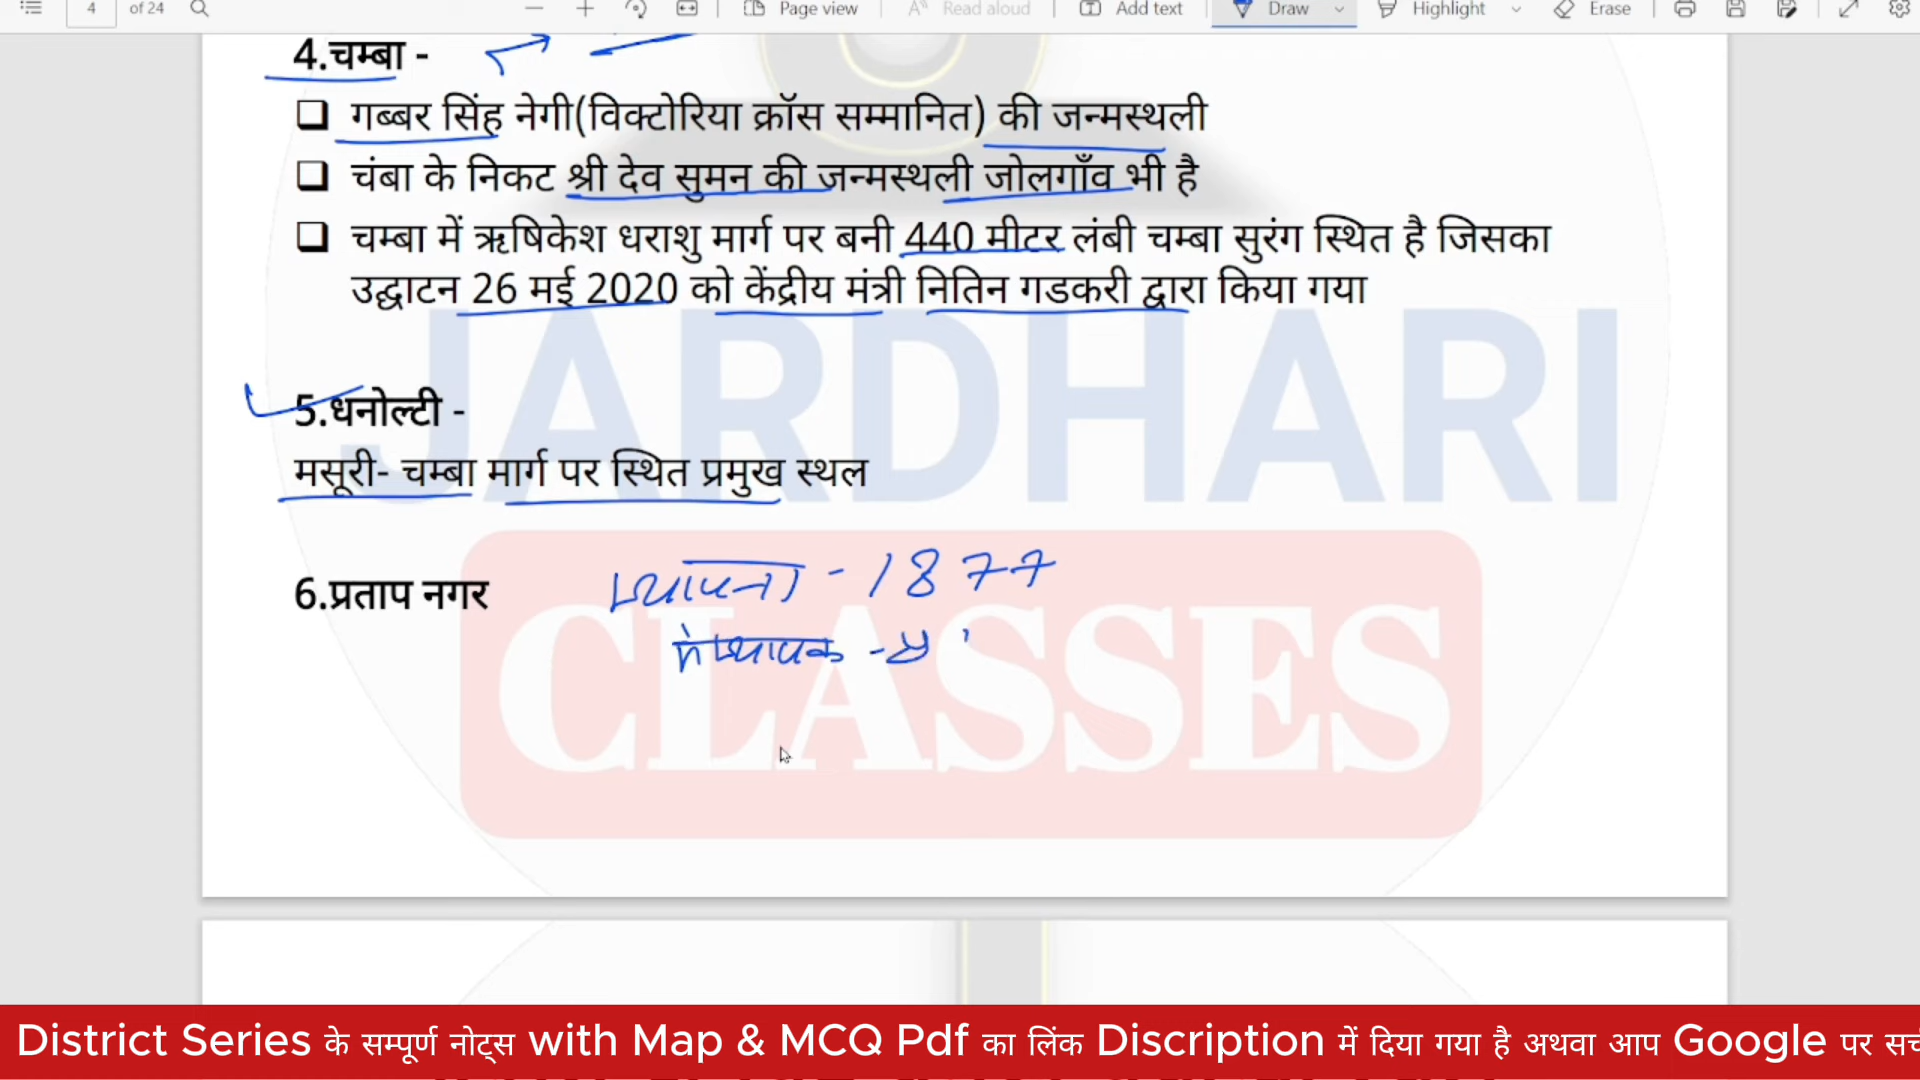 4 of 24 Page view Read aloud Add text Draw Highlight Erase
4.चम्बा -
गब्बर सिंह नेगी(विक्टोरिया क्रॉस सम्मानित) की जन्मस्थली
चंबा के निकट श्री देव सुमन की जन्मस्थली जोलगाँव भी है
चम्बा में ऋषिकेश धराशु मार्ग पर बनी 440 मीटर लंबी चम्बा सुरंग स्थित है जिसका
उद्घाटन 26 मई 2020 को केंद्रीय मंत्री नितिन गडकरी द्वारा किया गया
JARDHARI
5.धनोल्टी -
मसूरी- चम्बा मार्ग पर स्थित प्रमुख स्थल
6.प्रताप नगर स्थापना - 1877
संस्थापक -
CLASSES
District Series के सम्पूर्ण नोट्स with Map & MCQ Pdf का लिंक Discription में दिया गया है अथवा आप Google पर